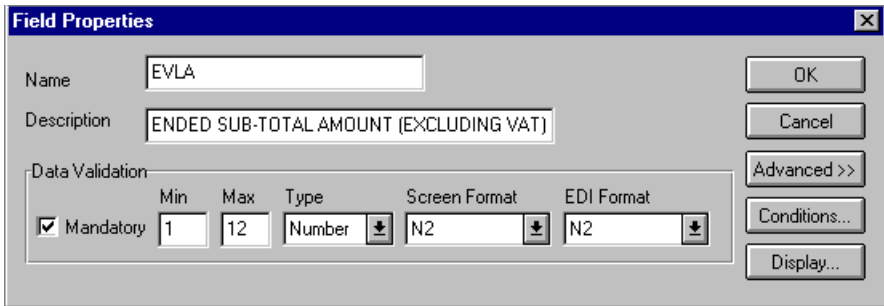 Field Properties
Name EVLA OK
Description ENDED SUB-TOTAL AMOUNT (EXCLUDING VAT) Cancel
Data Validation Advanced >>
Min Max Type Screen Format EDI Format
Mandatory 1 12 Number N2 N2 Conditions...
Display...